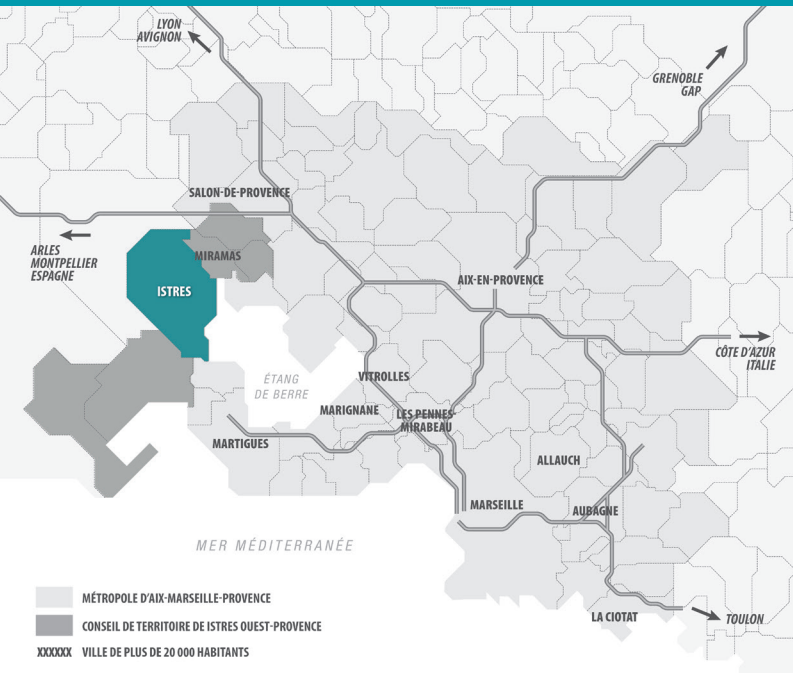 LYON
AVIGNON
GRENOBLE
GAP
SALON-DE-PROVENCE
ARLES
MONTPELLIER
ESPAGNE
MIRAMAS
ISTRES
AIX-EN-PROVENCE
CÔTE D'AZUR
ITALIE
ÉTANG
DE BERRE
VITROLLES
MARIGNANE
LES PENNES-
MIRABEAU
MARTIGUES
ALLAUCH
MARSEILLE
AUBAGNE
MER MÉDITERRANÉE
MÉTROPOLE D'AIX-MARSEILLE-PROVENCE
CONSEIL DE TERRITOIRE DE ISTRES OUEST-PROVENCE
XXXXXX VILLE DE PLUS DE 20 000 HABITANTS
LA CIOTAT
TOULON